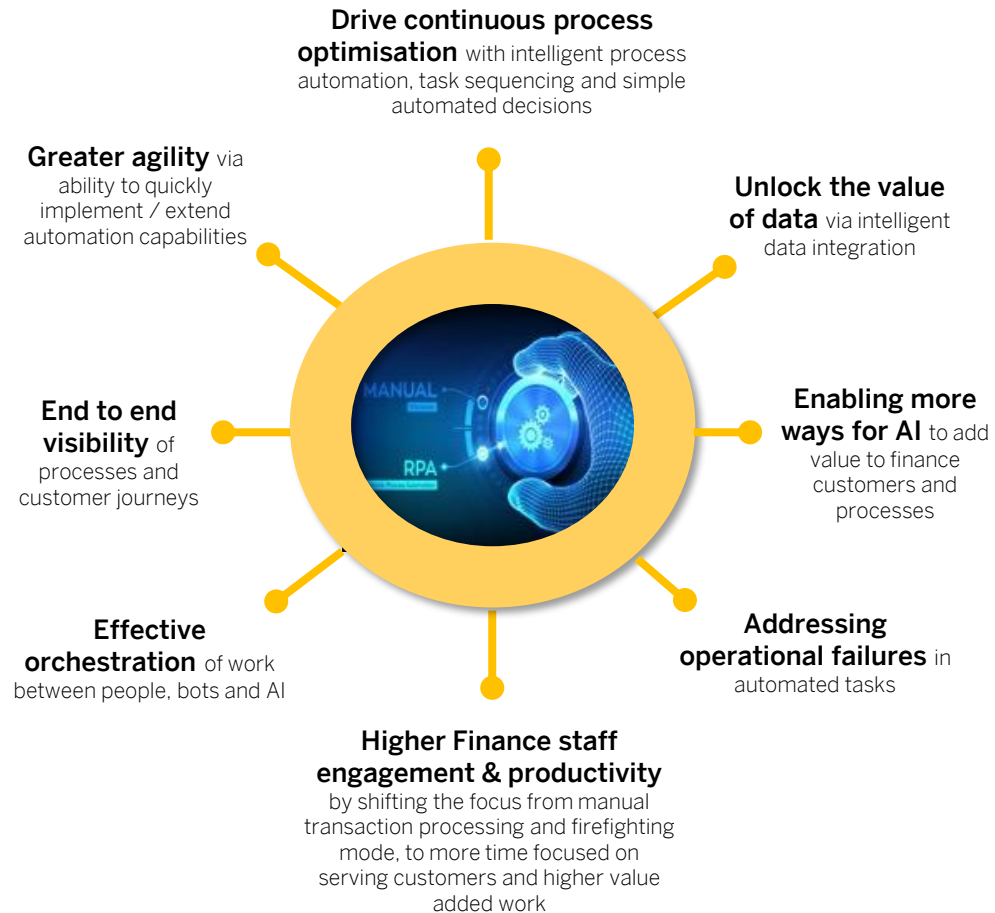 Drive continuous process
optimisation with intelligent process
automation, task sequencing and simple
automated decisions
Greater agility via
ability to quickly
implement / extend
automation capabilities
Unlock the value
of data via intelligent
data integration
End to end
visibility of
processes and
customer journeys
MANUAL
RPA
Enabling more
ways for AI to add
value to finance
customers and
processes
Effective
orchestration of work
between people, bots and AI
Addressing
operational failures in
automated tasks
Higher Finance staff
engagement & productivity
by shifting the focus from manual
transaction processing and firefighting
mode, to more time focused on
serving customers and higher value
added work